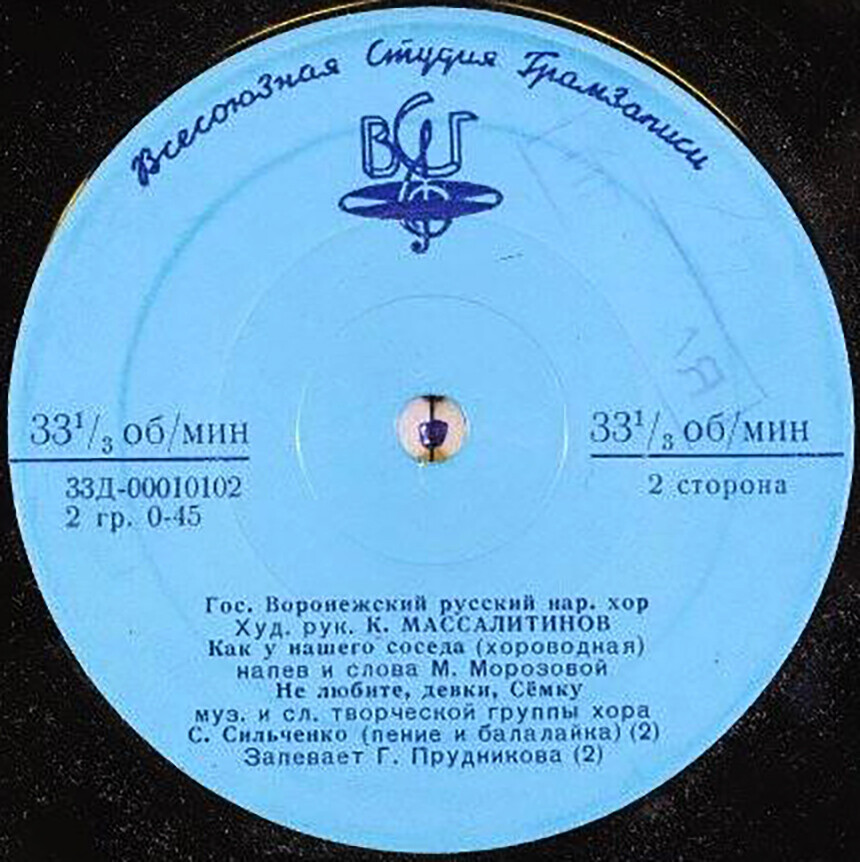 Всесоюзная Студия Грамзаписи
ВСГ
33¹/₃ об/мин
33Д-00010102
2 гр. 0-45
33¹/₃ об/мин
2 сторона
Гос. Воронежский русский нар. хор
Худ. рук. К. МАССАЛИТИНОВ
Как у нашего соседа (хороводная)
напев и слова М. Морозовой
Не любите, девки, Сёмку
муз. и сл. творческой группы хора
С. Сильченко (пение и балалайка) (2)
Запевает Г. Прудникова (2)